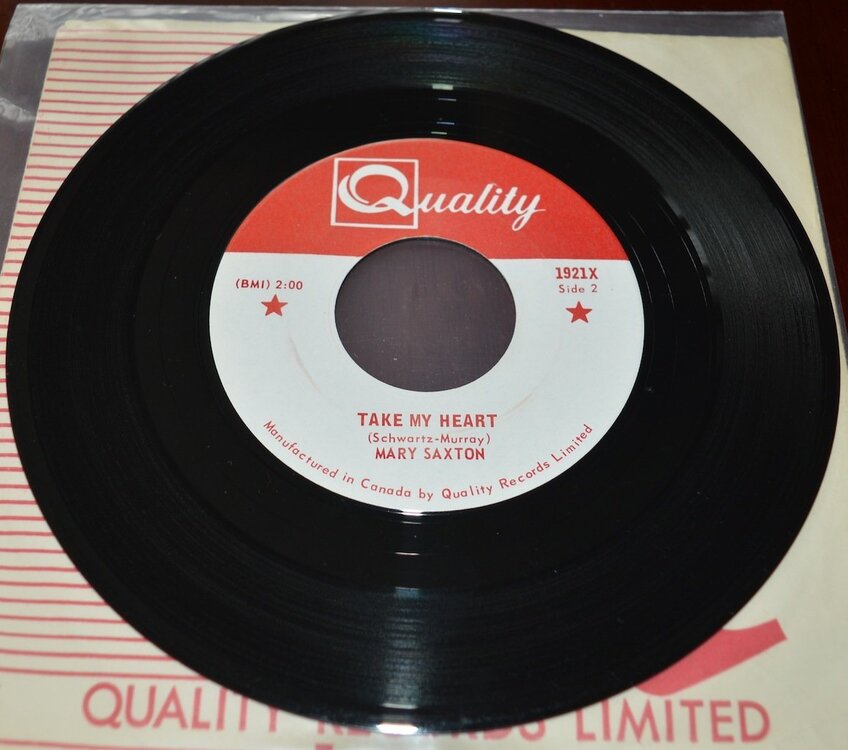 Quality
(BMI) 2:00
1921X
Side 2
TAKE MY HEART
(Schwartz-Murray)
MARY SAXTON
Manufactured in Canada by Quality Records Limited
QUALITY RECORDS LIMITED